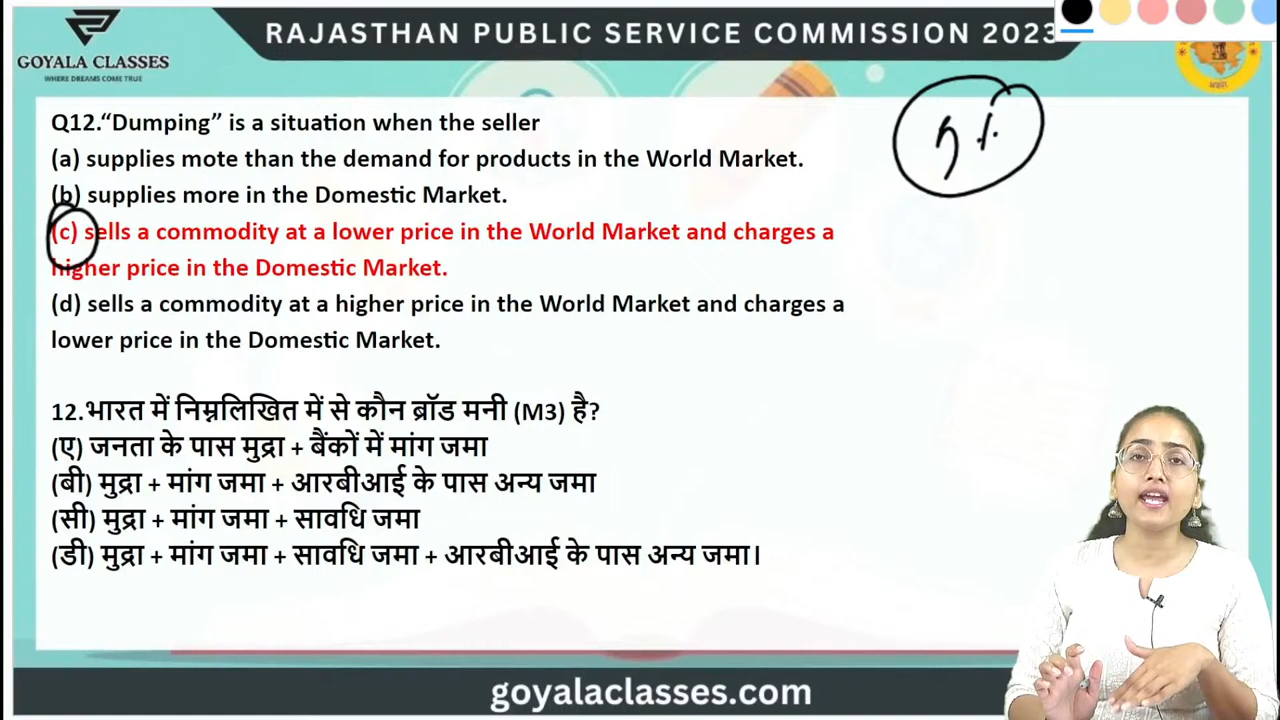 GOYALA CLASSES
WHERE DREAMS COME TRUE
RAJASTHAN PUBLIC SERVICE COMMISSION 2023
Q12.“Dumping” is a situation when the seller
(a) supplies mote than the demand for products in the World Market.
(b) supplies more in the Domestic Market.
(c) sells a commodity at a lower price in the World Market and charges a
higher price in the Domestic Market.
(d) sells a commodity at a higher price in the World Market and charges a
lower price in the Domestic Market.
12.भारत में निम्नलिखित में से कौन ब्रॉड मनी (M3) है?
(ए) जनता के पास मुद्रा + बैंकों में मांग जमा
(बी) मुद्रा + मांग जमा + आरबीआई के पास अन्य जमा
(सी) मुद्रा + मांग जमा + सावधि जमा
(डी) मुद्रा + मांग जमा + सावधि जमा + आरबीआई के पास अन्य जमा।
goyalaclasses.com